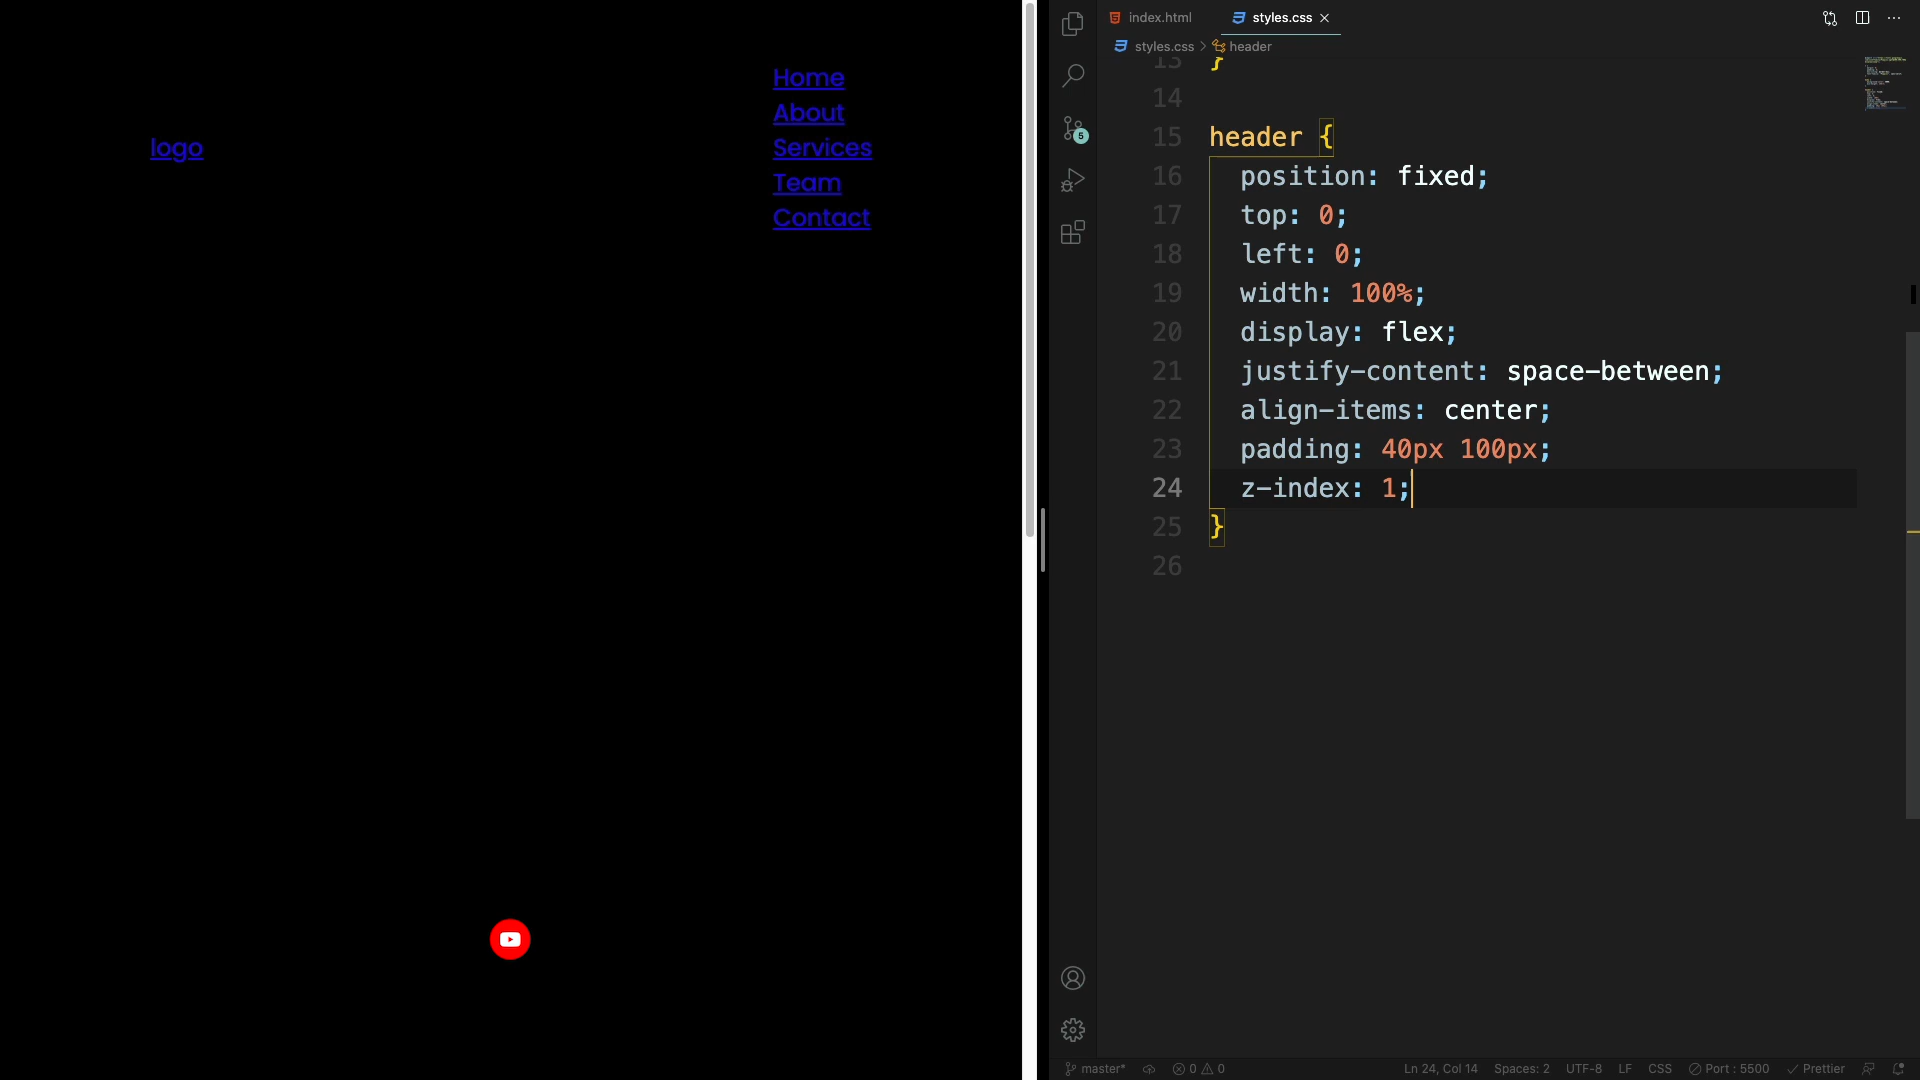 Home
About
logo
Services
Team
Contact
index.html
styles.css
styles.css > header
13 }
14
15 header {
16 position: fixed;
17 top: 0;
18 left: 0;
19 width: 100%;
20 display: flex;
21 justify-content: space-between;
22 align-items: center;
23 padding: 40px 100px;
24 z-index: 1;
25 }
26
5
master* 0 0 Ln 24, Col 14 Spaces: 2 UTF-8 LF CSS Port : 5500 Prettier